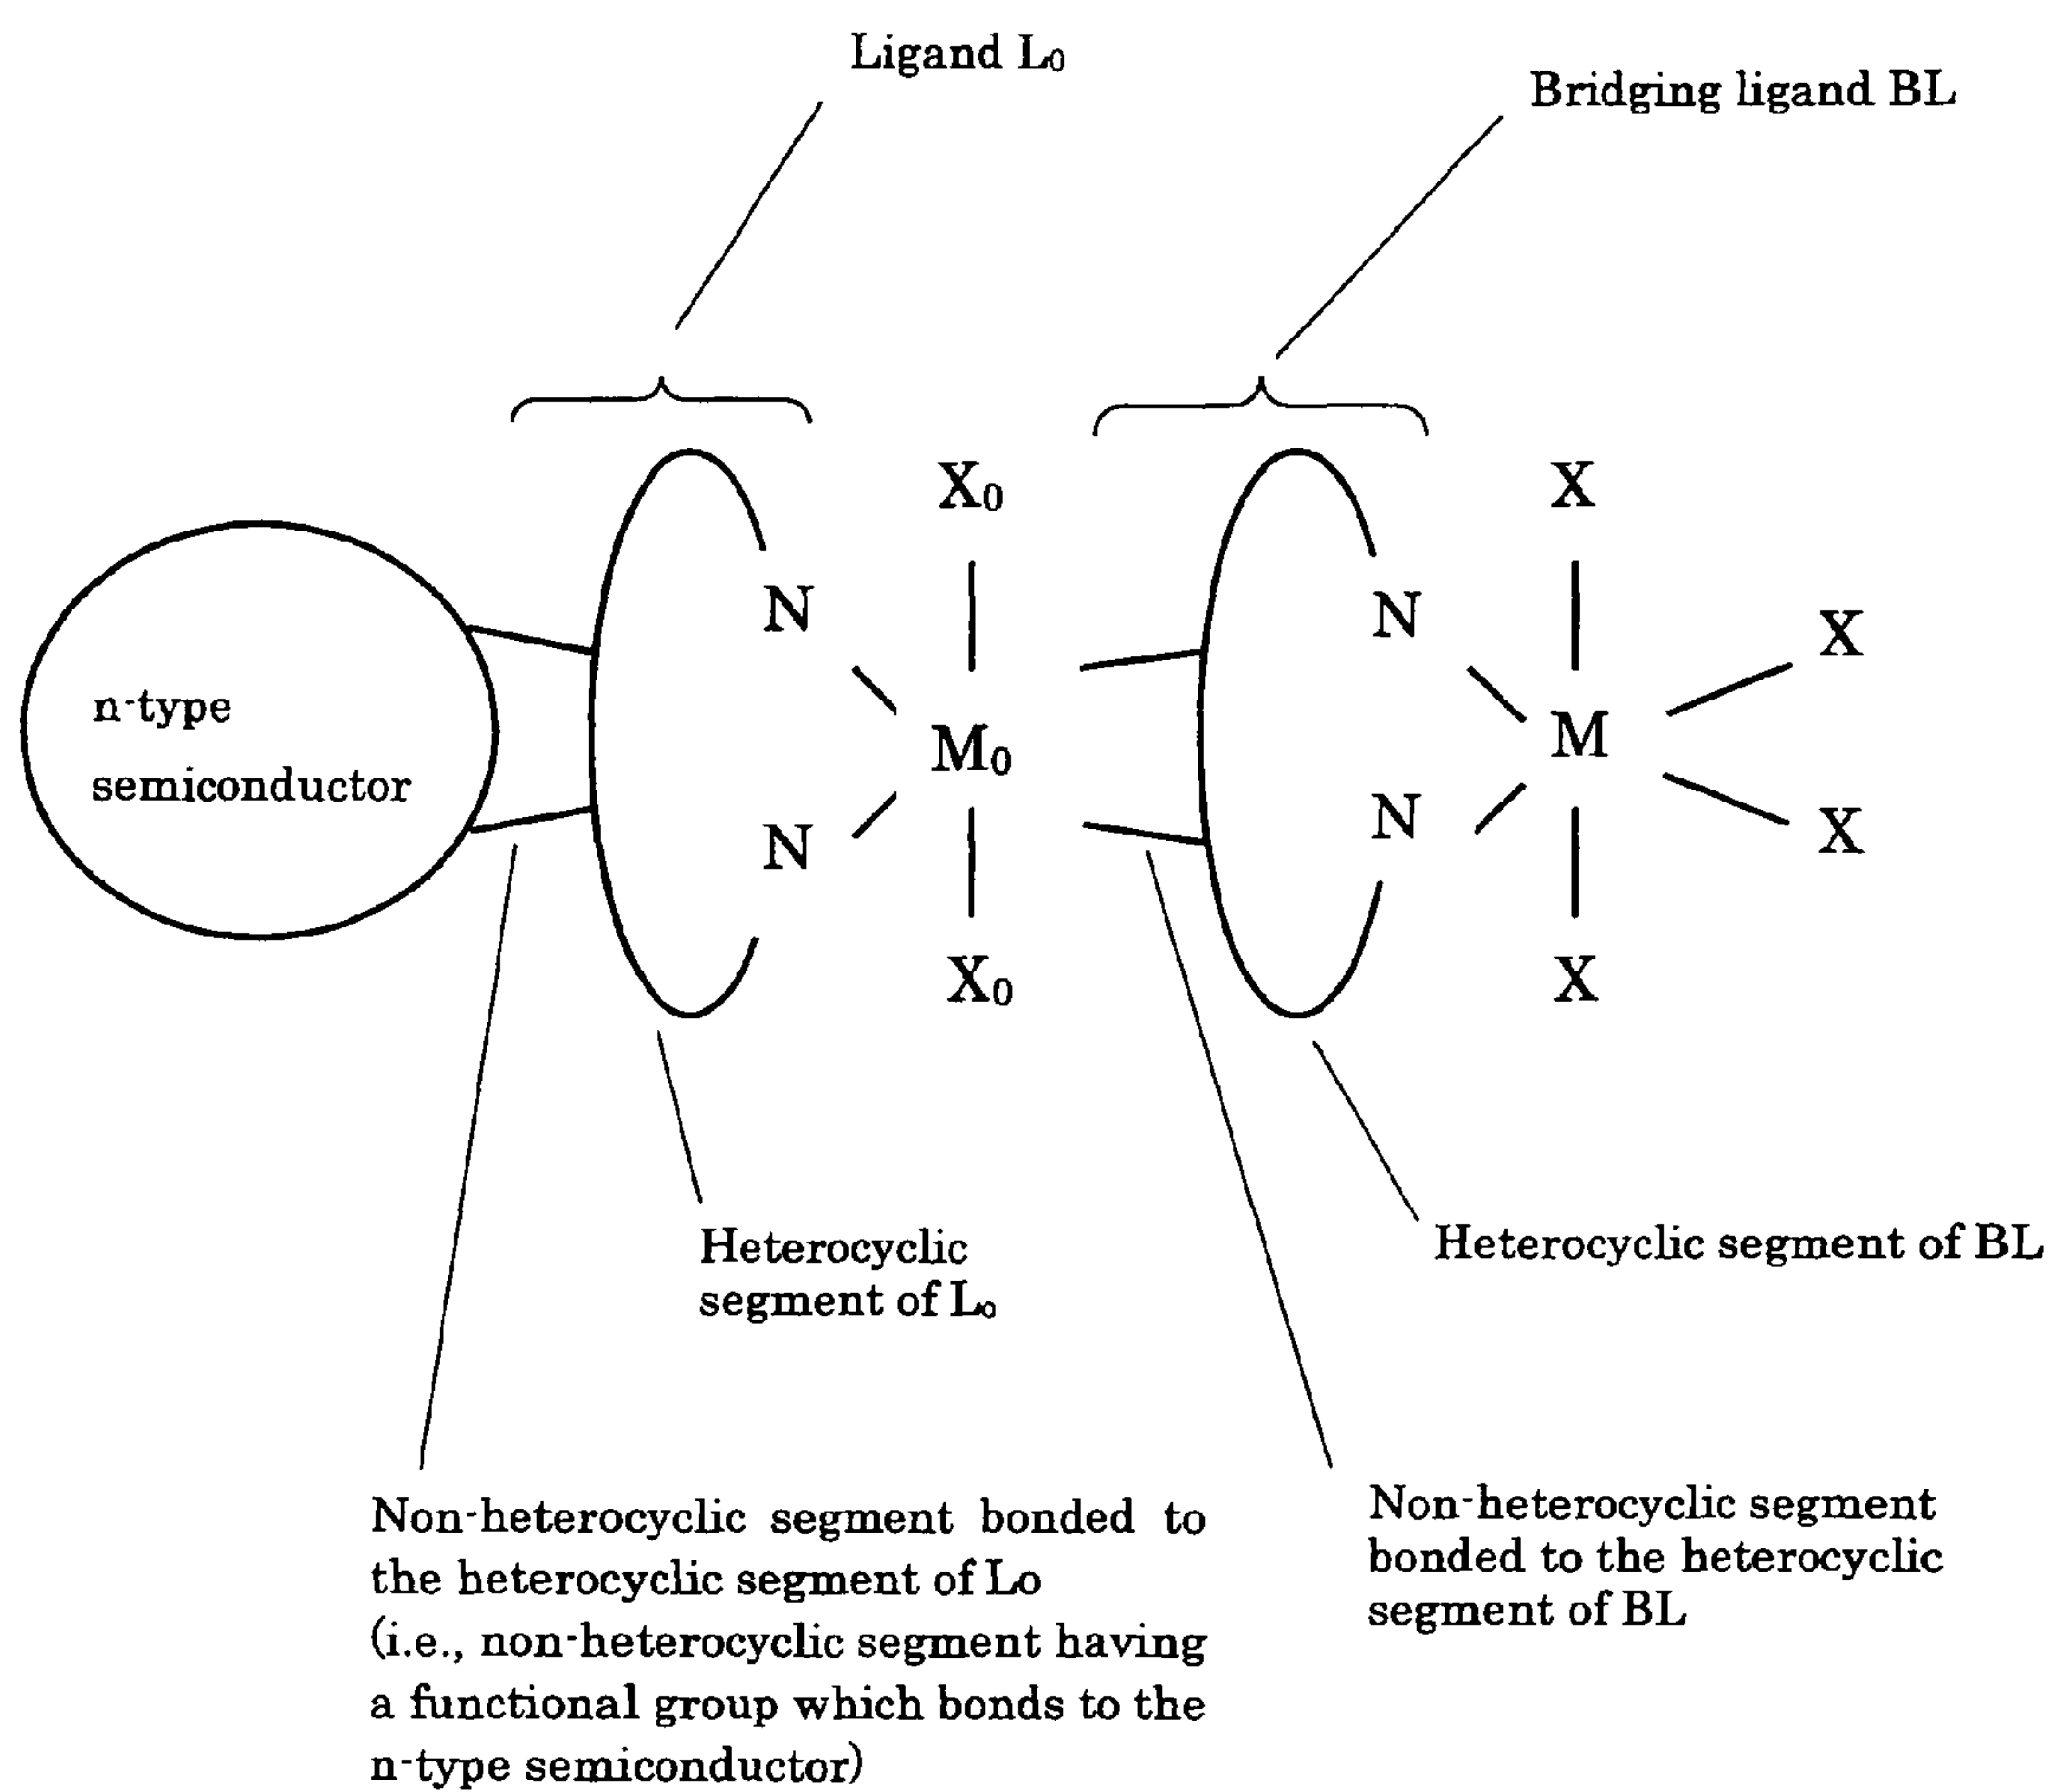 Ligand L0
Bridging ligand BL
X0
X
N
N
X
n-type
semiconductor
M0
M
N
N
X
X0
X
Heterocyclic
segment of L0
Heterocyclic segment of BL
Non-heterocyclic segment bonded to
the heterocyclic segment of Lo
(i.e., non-heterocyclic segment having
a functional group which bonds to the
n-type semiconductor)
Non-heterocyclic segment
bonded to the heterocyclic
segment of BL